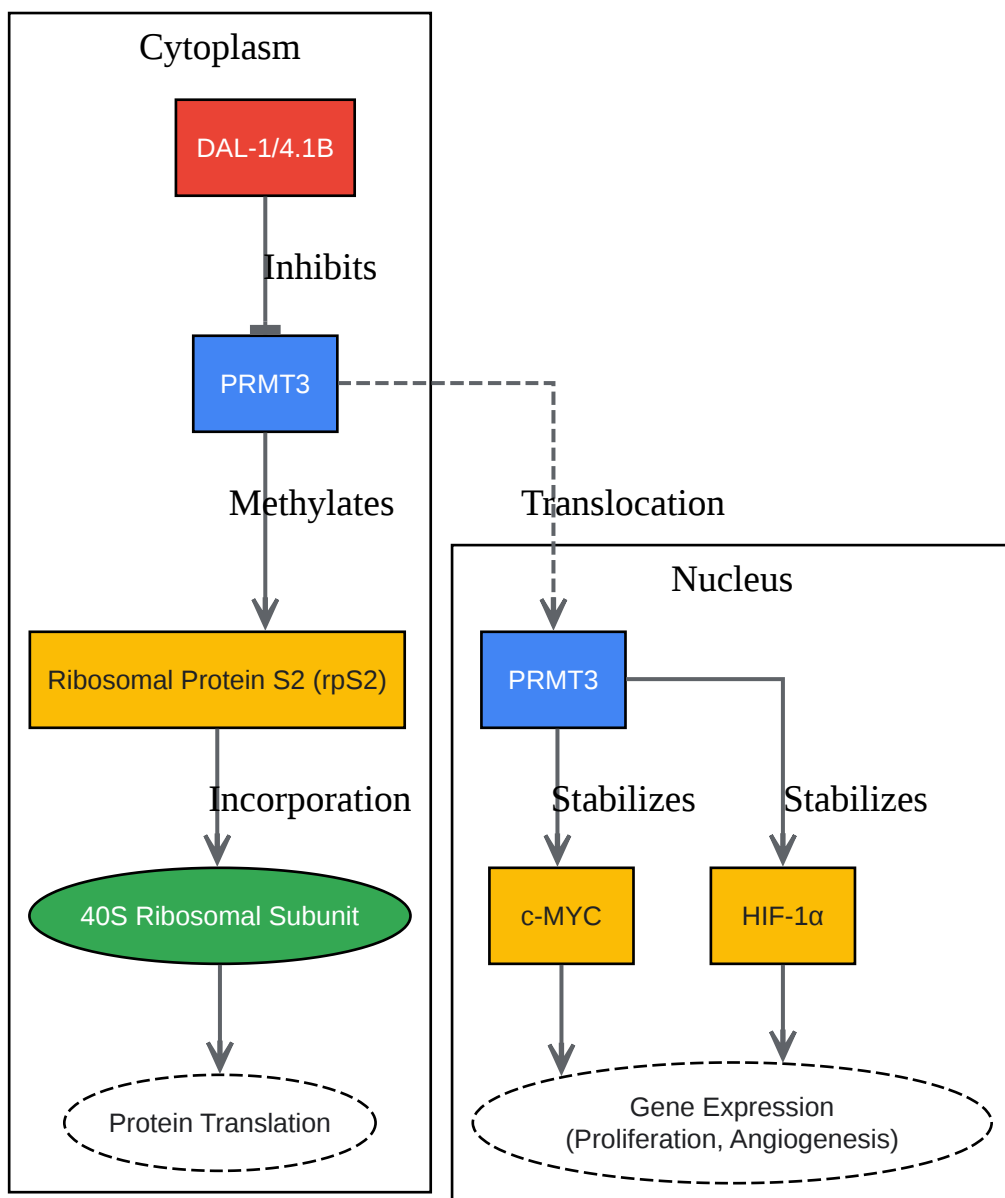 Cytoplasm
DAL-1/4.1B
Inhibits
PRMT3
Methylates
Translocation
Nucleus
Ribosomal Protein S2 (rpS2)
PRMT3
Incorporation
Stabilizes
Stabilizes
40S Ribosomal Subunit
c-MYC
HIF-1α
Protein Translation
Gene Expression
(Proliferation, Angiogenesis)